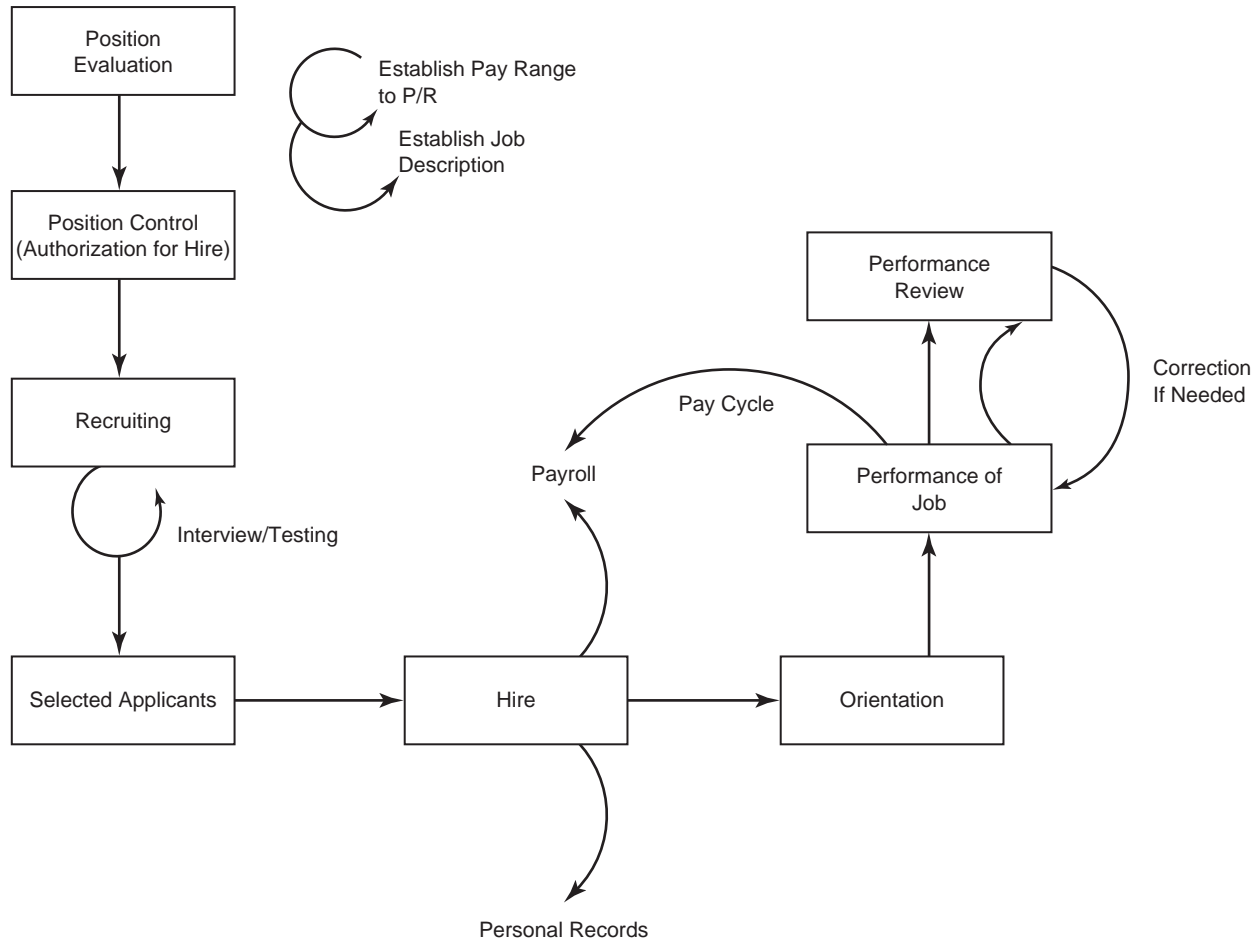 Position
Evaluation
Establish Pay Range
to P/R
Establish Job
Description
Position Control
(Authorization for Hire)
Performance
Review
Correction
If Needed
Recruiting
Pay Cycle
Payroll
Performance of
Job
Interview/Testing
Selected Applicants
Hire
Orientation
Personal Records